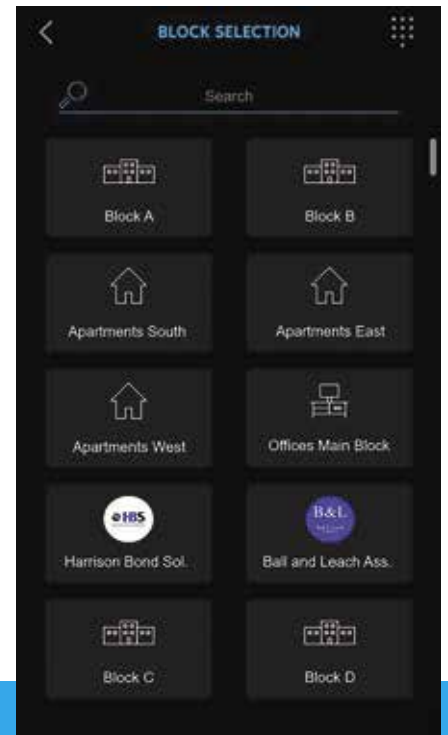 BLOCK SELECTION
Search
Block A
Block B
Apartments South
Apartments East
Apartments West
Offices Main Block
HBS
B&L
Harrison Bond Sol.
Ball and Leach Ass.
Block C
Block D